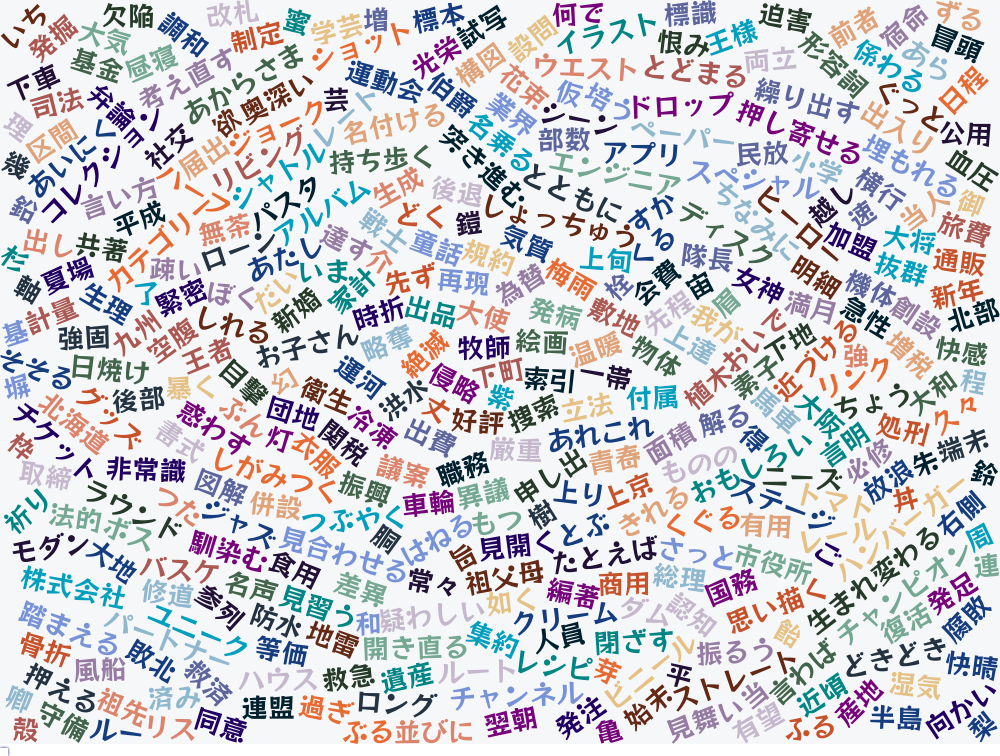 いち
欠陥
改札
蜜
増
標本
何で
標識
迫害
前者
宿命
ずる
発掘
大気
調和
制定
学芸
ショット
光栄
試写
設問
イラスト
恨み
王様
形容詞
係わる
あら
冒頭
下車
基金
昼寝
考え直す
あからさま
運動会
伯爵
構図
ウエスト
とどまる
両立
日程
司法
弁論
欲
奥深い
芸
花束
仮培う
ドロップ
繰り出す
ぐっと
理
区間
コレクション
社交
届出
ジョーク
レント
名付ける
業界
シーン
押し寄せる
出入り
公用
幾
あいにく
言い方
リビング
シャトル
持ち歩く
突き進む
名乗る
部数
アプリ
ペーパー
民放
小学
埋もれる
血圧
鉛
平成
無茶
パスタ
アルバム
生成
後退
とともに
エンジニア
スペシャル
横行
御
杉
出し
共著
カテゴリー
ローン
戦士
どく
鎧
しょっちゅう
すか
ディスク
ちなみに
ヒーロー
越し
速
当人
旅費
夏場
疎い
あたし
達す
介
童話
規約
気質
上旬
くる
隊長
加盟
大将
通販
軸
生理
緊密
ぼく
だい
いま
家計
先ず
再現
為替
梅雨
栓
会費
宙
女神
明細
機体
抜群
新年
基
計量
強固
九州
空腹
しれる
新婚
時折
出品
大使
発病
敷地
先程
眉
我が
満月
急性
創設
北部
そそる
日焼け
王者
お子さん
略奪
絶滅
牧師
絵画
温暖
物体
上達
下地
強
増税
快感
塀
グッズ
後部
暴く
目撃
幻
運河
洪水
侵略
下町
索引
一帯
植木
おい
素子
近づける
リンク
大和
程
チケット
北海道
惑わす
ぶん
団地
衛生
冷凍
丈
好評
紫
捜索
立法
付属
馬車
大阪
ちょう
処刑
久々
棒
書式
灯
衣服
関税
出費
厳重
あれこれ
面積
解る
得
おもしろい
言明
必修
朱
端末
取締
非常識
しがみつく
議案
職務
申し出
青春
ものの
ニーズ
放浪
鈴
祈り
ラウンド
つた
図解
併設
振興
車輪
異議
上り
上京
きれる
ステージ
トマト
丼
右側
法的
ボス
ジャズ
つぶやく
胴
はねる
もつ
樹
とぶ
くぐる
有用
レール
ハンバーガー
周
モダン
大地
馴染む
見合わせる
旨
見開く
たとえば
さっと
市役所
心
生まれ変わる
連
株式会社
バスケ
食用
差異
常々
祖父母
編著
商用
総理
国務
思い描く
チャンピオン
発足
修道
参列
名声
見習う
和
疑わしい
如く
クリーム
ダム
認知
飴
復活
腐敗
踏まえる
ユニーク
防水
地雷
開き直る
集約
人員
閉ざす
振るう
言わば
どきどき
快晴
骨折
パートナー
敗北
等価
ハウス
救急
遺産
ルート
レシピ
芽
ビニール
平
ストレート
近頃
湿気
押える
風船
救済
連盟
過ぎ
ロング
チャンネル
始末
見舞い
当
産地
向かい
卿
守備
祖先
済み
同意
ぶる
並びに
翌朝
発注
亀
有望
ふる
半島
梨
殻
ルー
リス